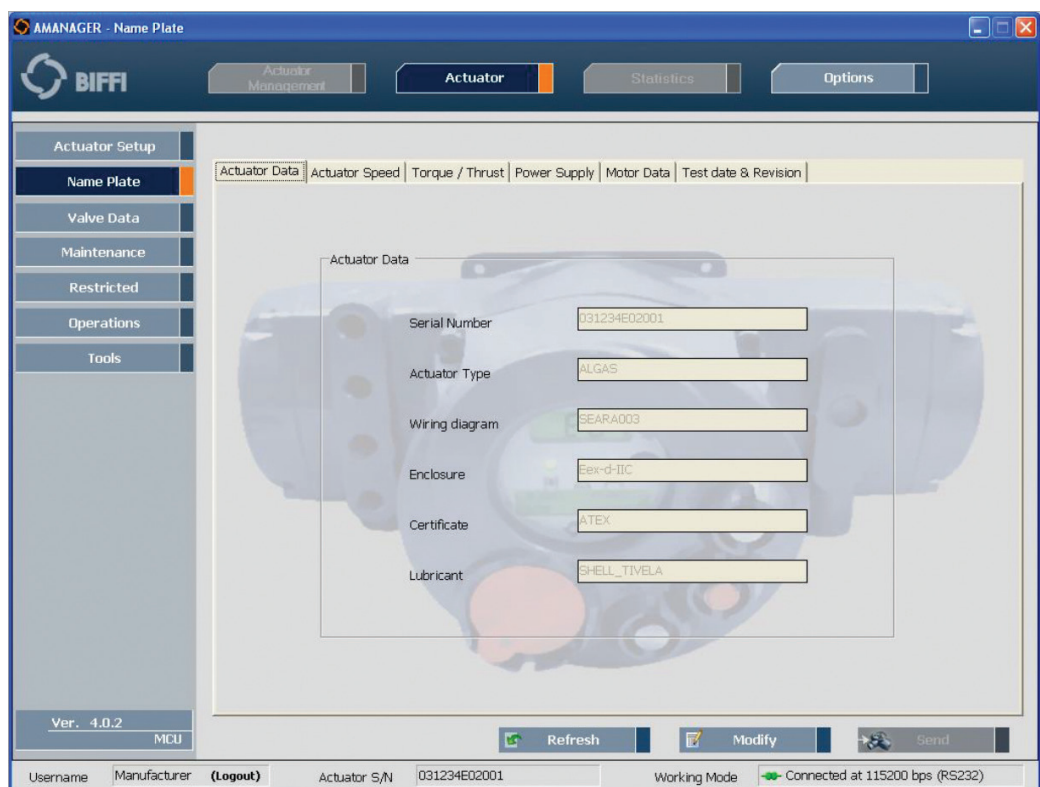 AMANAGER - Name Plate
BIFFI
Actuator
Management
Actuator
Statistics
Options
Actuator Setup
Name Plate
Valve Data
Maintenance
Restricted
Operations
Tools
Actuator Data
Actuator Speed
Torque / Thrust
Power Supply
Motor Data
Test date & Revision
Actuator Data
Serial Number 031234E02001
Actuator Type ALGAS
Wiring diagram SEARA003
Enclosure Eex-d-IIC
Certificate ATEX
Lubricant SHELL_TIVELA
Ver. 4.0.2
MCU
Refresh
Modify
Send
Username Manufacturer (Logout) Actuator S/N 031234E02001 Working Mode Connected at 115200 bps (RS232)